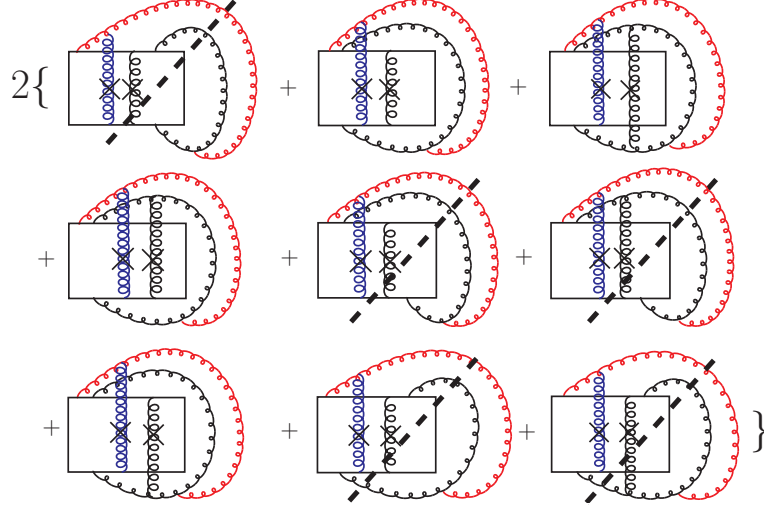 2{ + +
+ + +
+ + + }